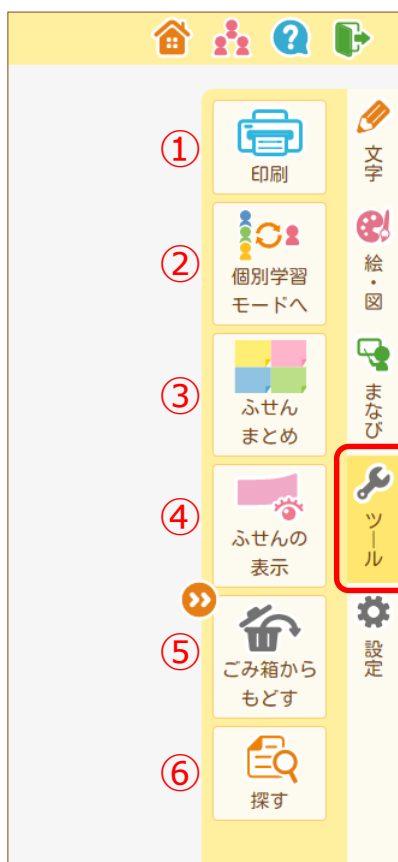 ①
印刷
②
個別学習
モードへ
③
ふせん
まとめ
④
ふせんの
表示
⑤
ごみ箱から
もどす
⑥
探す
文字
絵・図
まなび
ツール
設定